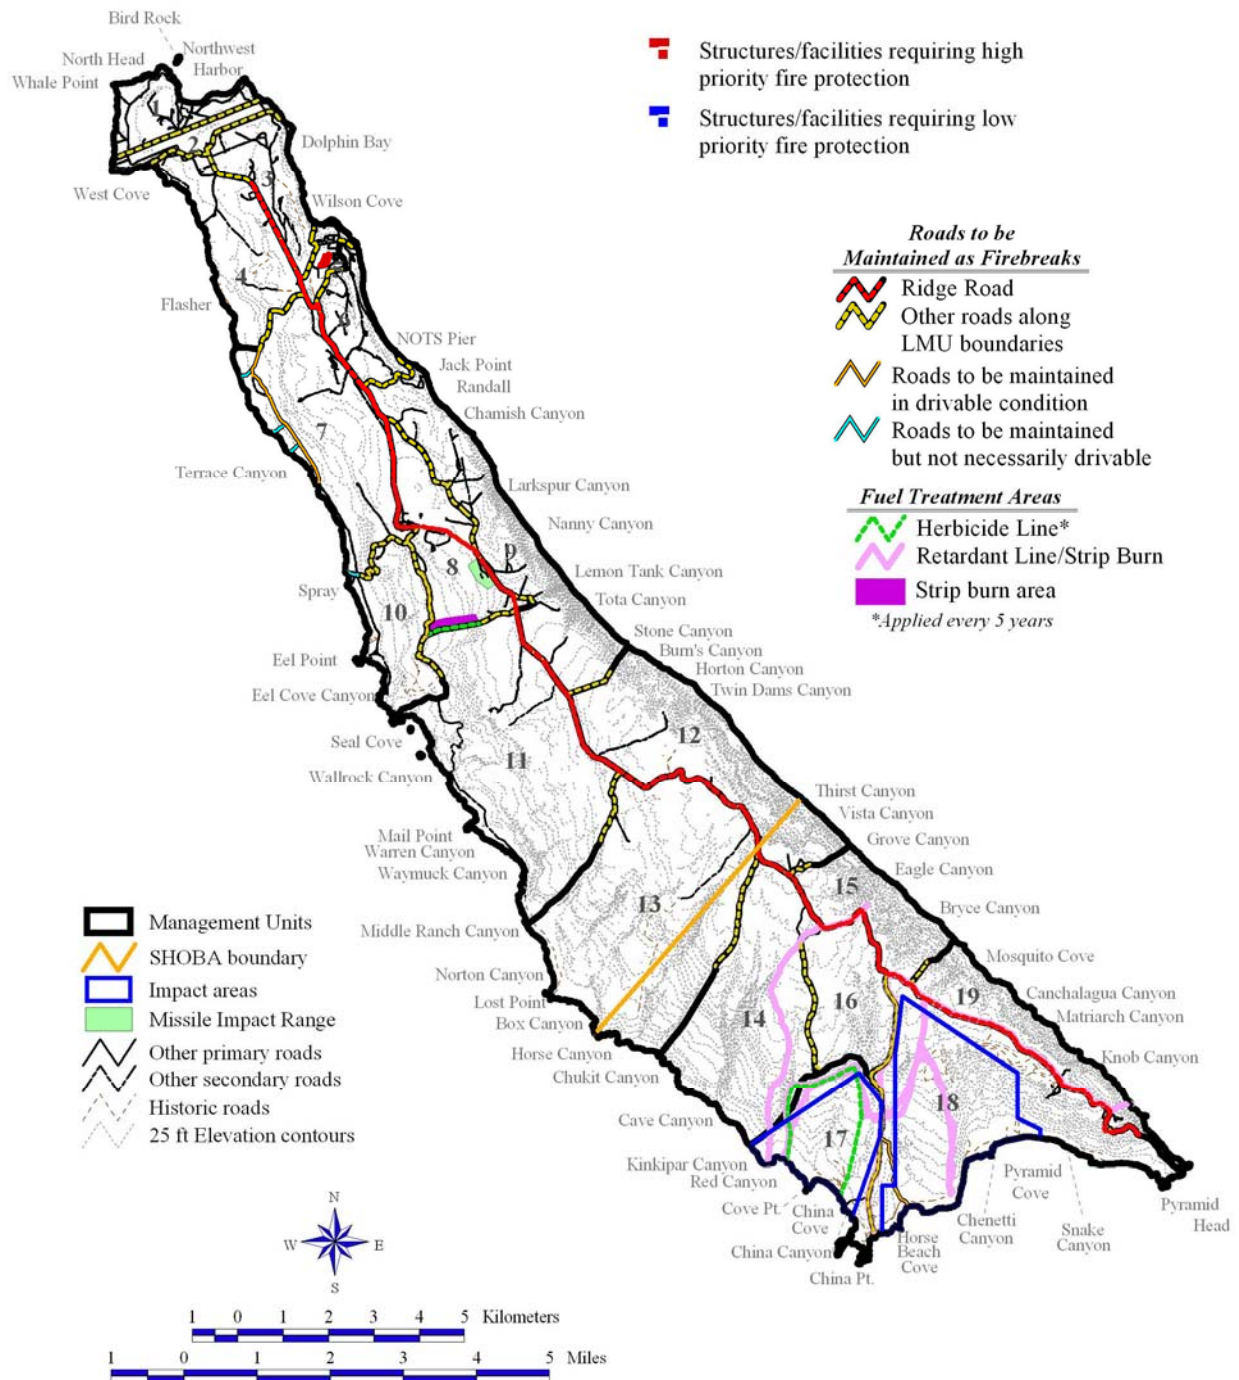 Bird Rock
North Head
Northwest
Harbor
Whale Point
1
2
Dolphin Bay
West Cove
3
Wilson Cove
4
Flasher
NOTS Pier
Jack Point
Randall
Chamish Canyon
7
Terrace Canyon
Larkspur Canyon
Nanny Canyon
8
9
Lemon Tank Canyon
Spray
10
Tota Canyon
Stone Canyon
Burn's Canyon
Horton Canyon
Twin Dams Canyon
Eel Point
Eel Cove Canyon
Seal Cove
Wallrock Canyon
11
12
Thirst Canyon
Vista Canyon
Grove Canyon
Eagle Canyon
Mail Point
Warren Canyon
Waymuck Canyon
13
15
Bryce Canyon
Middle Ranch Canyon
Mosquito Cove
Norton Canyon
Lost Point
Box Canyon
14
16
19
Canchalagua Canyon
Matriarch Canyon
Horse Canyon
Chukit Canyon
Knob Canyon
Cave Canyon
17
18
Kinkipar Canyon
Red Canyon
Cove Pt.
China
Cove
China Canyon
China Pt.
Horse
Beach
Cove
Chenetti
Canyon
Pyramid
Cove
Snake
Canyon
Pyramid
Head
Structures/facilities requiring high
priority fire protection
Structures/facilities requiring low
priority fire protection
Roads to be
Maintained as Firebreaks
Ridge Road
Other roads along
LMU boundaries
Roads to be maintained
in drivable condition
Roads to be maintained
but not necessarily drivable
Fuel Treatment Areas
Herbicide Line*
Retardant Line/Strip Burn
Strip burn area
*Applied every 5 years
Management Units
SHOBA boundary
Impact areas
Missile Impact Range
Other primary roads
Other secondary roads
Historic roads
25 ft Elevation contours
N
W
E
S
1 0 1 2 3 4 5 Kilometers
1 0 1 2 3 4 5 Miles